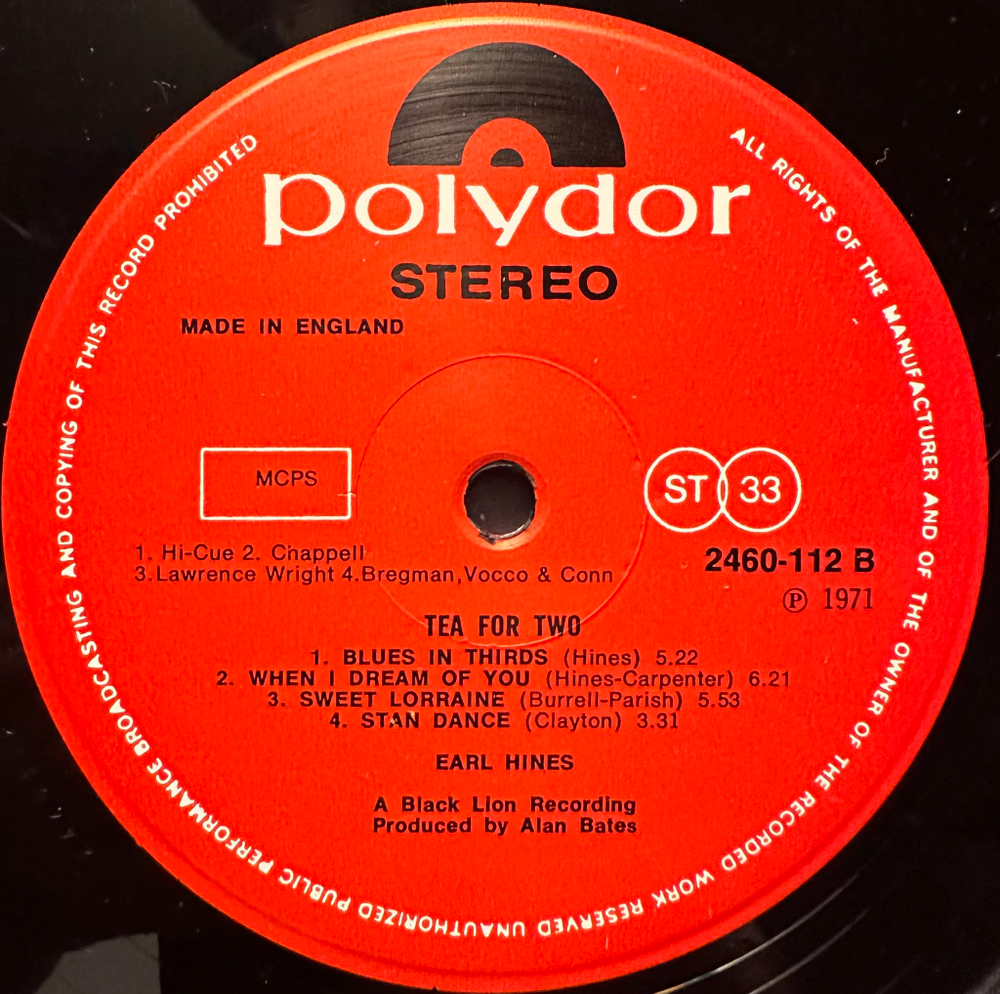 polydor
STEREO
MADE IN ENGLAND
MCPS
ST 33
1. Hi-Cue 2. Chappell
3.Lawrence Wright 4.Bregman,Vocco & Conn
2460-112 B
Ⓟ 1971
TEA FOR TWO
1. BLUES IN THIRDS (Hines) 5.22
2. WHEN I DREAM OF YOU (Hines-Carpenter) 6.21
3. SWEET LORRAINE (Burrell-Parish) 5.53
4. STAN DANCE (Clayton) 3.31
EARL HINES
A Black Lion Recording
Produced by Alan Bates
ALL RIGHTS OF THE MANUFACTURER AND OF THE OWNER OF THE RECORDED WORK RESERVED UNAUTHORIZED PUBLIC PERFORMANCE BROADCASTING AND COPYING OF THIS RECORD PROHIBITED